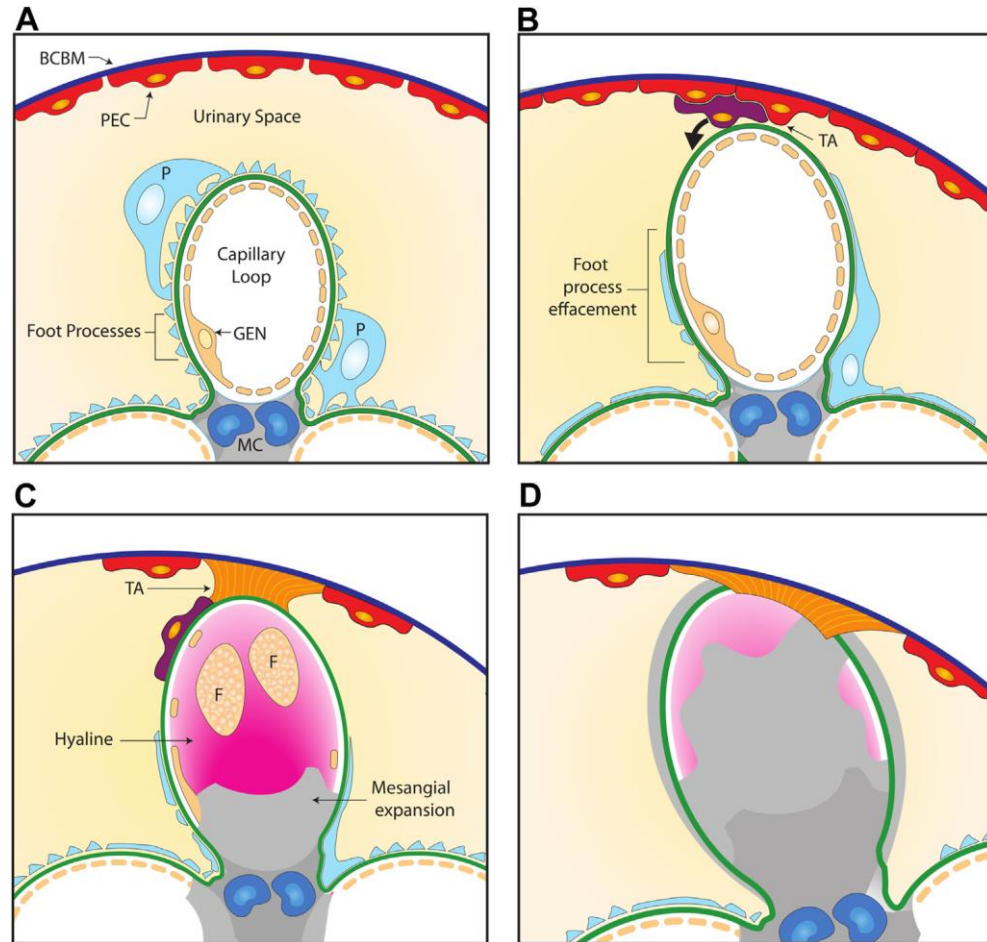 A
BCBM
PEC
Urinary Space
P
Capillary
Loop
Foot Processes
GEN
P
MC
B
TA
Foot
process
effacement
C
TA
F
F
Hyaline
Mesangial
expansion
D